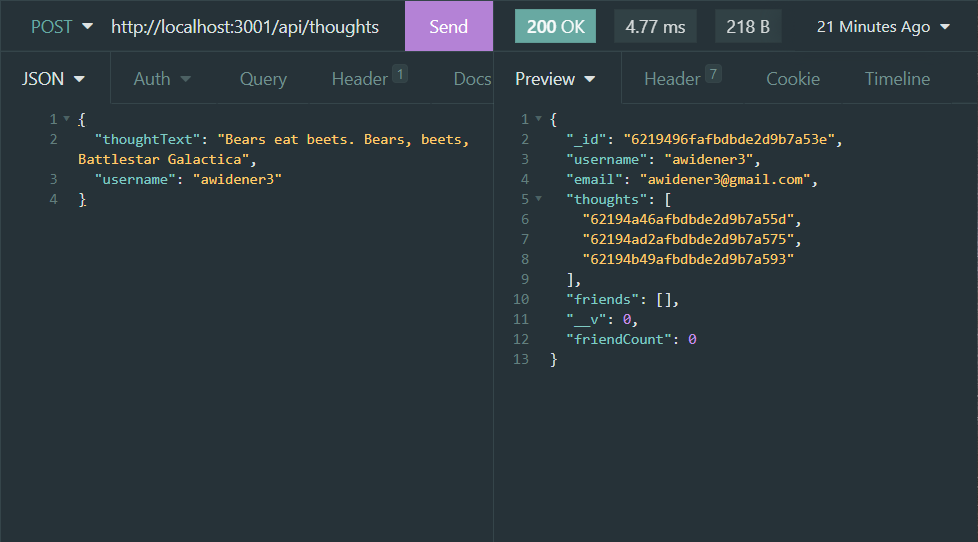 POST http://localhost:3001/api/thoughts Send 200 OK 4.77 ms 218 B 21 Minutes Ago
JSON Auth Query Header 1 Docs Preview Header 7 Cookie Timeline
1 {
2 "thoughtText": "Bears eat beets. Bears, beets,
Battlestar Galactica",
3 "username": "awidener3"
4 }
1 {
2 "_id": "6219496fafbdbde2d9b7a53e",
3 "username": "awidener3",
4 "email": "awidener3@gmail.com",
5 "thoughts": [
6 "62194a46afbdbde2d9b7a55d",
7 "62194ad2afbdbde2d9b7a575",
8 "62194b49afbdbde2d9b7a593"
9 ],
10 "friends": [],
11 "__v": 0,
12 "friendCount": 0
13 }